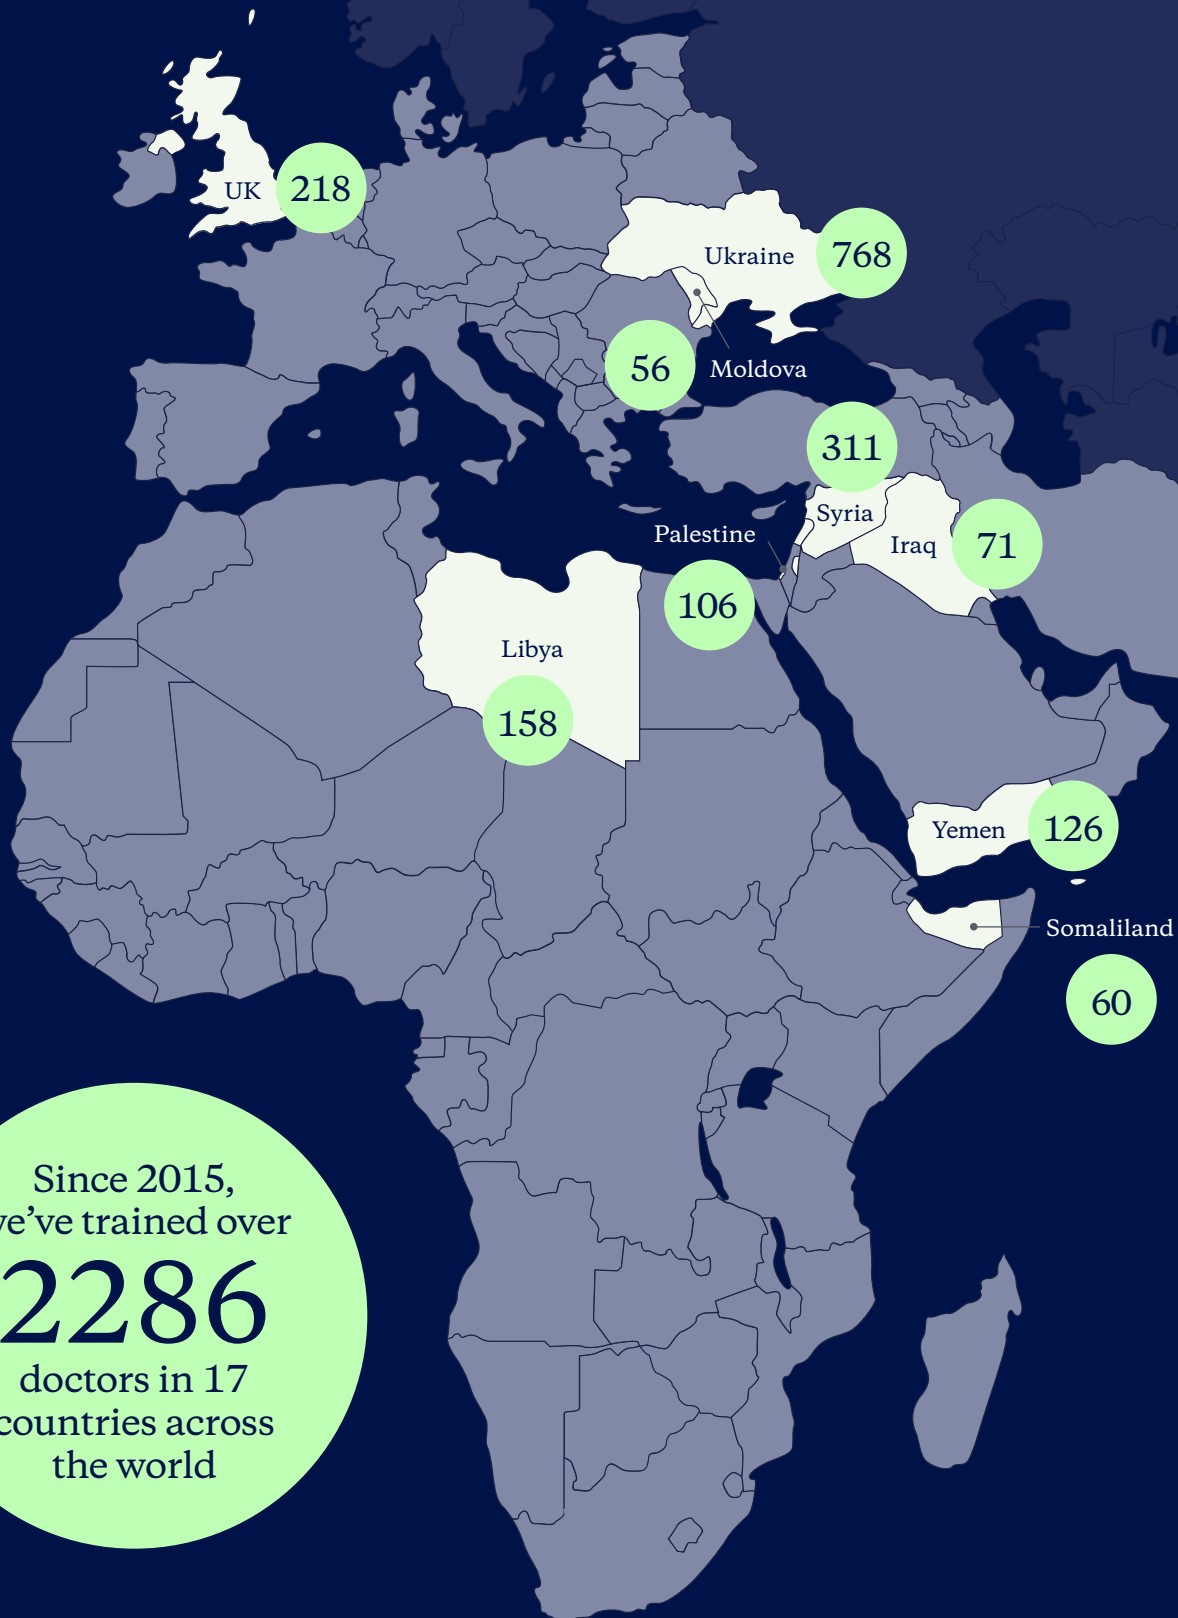 UK
218
Ukraine
768
56
Moldova
311
Syria
Palestine
Iraq
71
106
Libya
158
Yemen
126
Somaliland
60
Since 2015,
we've trained over
2286
doctors in 17
countries across
the world